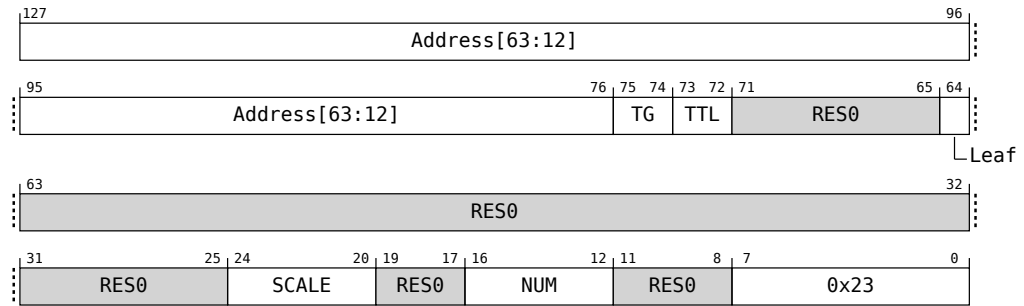 127 96
Address[63:12]
95 76 75 74 73 72 71 65 64
Address[63:12] TG TTL RES0
Leaf
63 32
RES0
31 25 24 20 19 17 16 12 11 8 7 0
RES0 SCALE RES0 NUM RES0 0x23